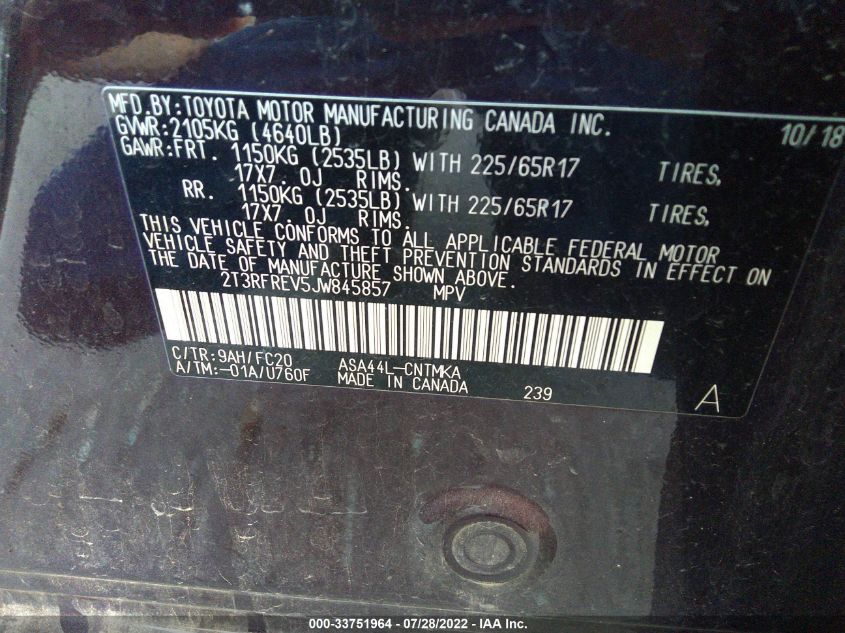 MFD.BY:TOYOTA MOTOR MANUFACTURING CANADA INC. 10/18
GVWR:2105KG (4640LB)
GAWR:FRT. 1150KG (2535LB) WITH 225/65R17 TIRES,
17X7. 0J RIMS.
RR. 1150KG (2535LB) WITH 225/65R17 TIRES,
17X7. 0J RIMS.
THIS VEHICLE CONFORMS TO ALL APPLICABLE FEDERAL MOTOR
VEHICLE SAFETY AND THEFT PREVENTION STANDARDS IN EFFECT ON
THE DATE OF MANUFACTURE SHOWN ABOVE.
2T3RFREV5JW845857 MPV
C/TR:9AH/FC20 ASA44L-CNTMKA
A/TM:-01A/U760F MADE IN CANADA 239 A
000-33751964 - 07/28/2022 - IAA Inc.